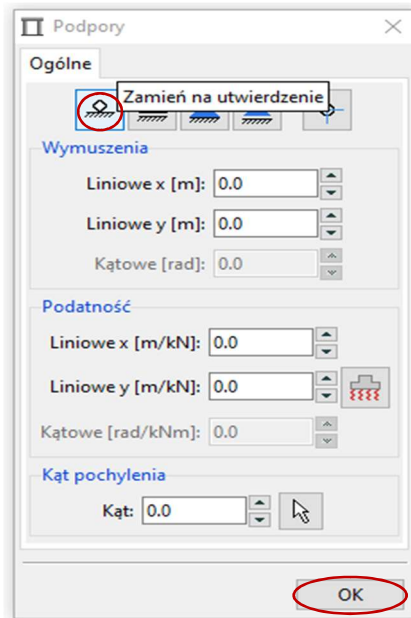 Podpory
Ogólne
Zamień na utwierdzenie
Wymuszenia
Liniowe x [m]: 0.0
Liniowe y [m]: 0.0
Kątowe [rad]: 0.0
Podatność
Liniowe x [m/kN]: 0.0
Liniowe y [m/kN]: 0.0
Kątowe [rad/kNm]: 0.0
Kąt pochylenia
Kąt: 0.0
OK